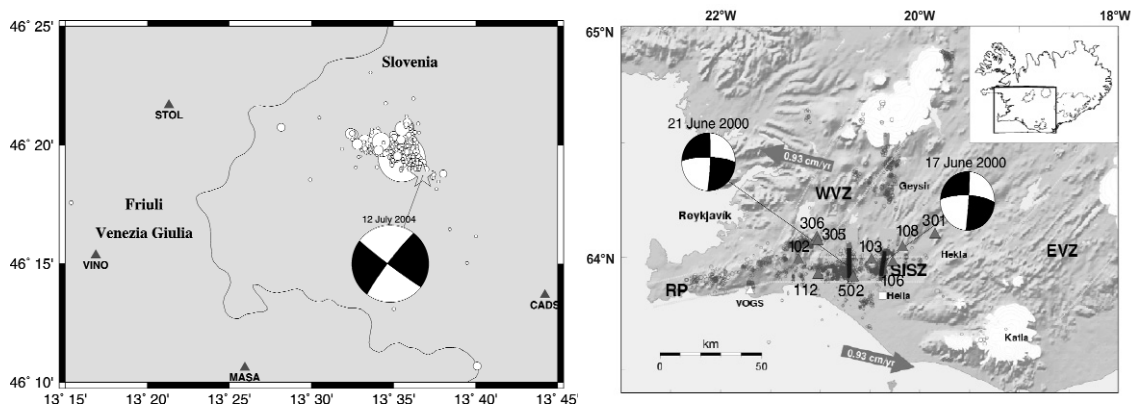 46° 25'
46° 20'
46° 15'
46° 10'
13° 15'
13° 20'
13° 25'
13° 30'
13° 35'
13° 40'
13° 45'
Slovenia
STOL
12 July 2004
Friuli
Venezia Giulia
VINO
CADS
MASA
22°W
20°W
18°W
65°N
64°N
21 June 2000
0.93 cm/yr
17 June 2000
WVZ
Geysir
Reykjavík
306
305
301
108
102
103
Hekla
EVZ
SISZ
106
RP
112
502
Hella
VOGS
Katla
km
0
50
0.93 cm/yr